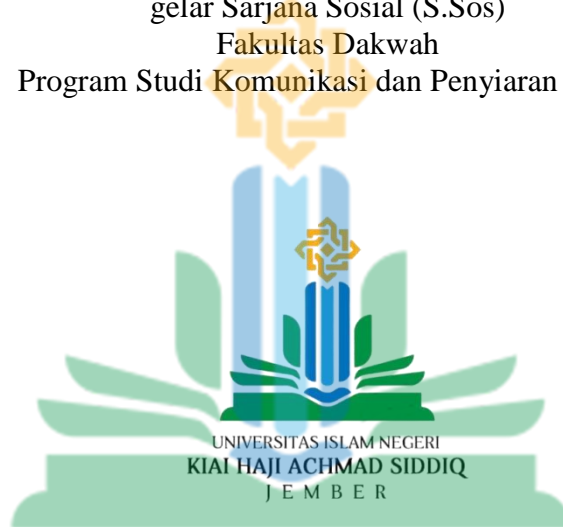 gelar Sarjana Sosial (S.Sos)
Fakultas Dakwah
Program Studi Komunikasi dan Penyiaran
UNIVERSITAS ISLAM NEGERI
KIAI HAJI ACHMAD SIDDIQ
JEMBER